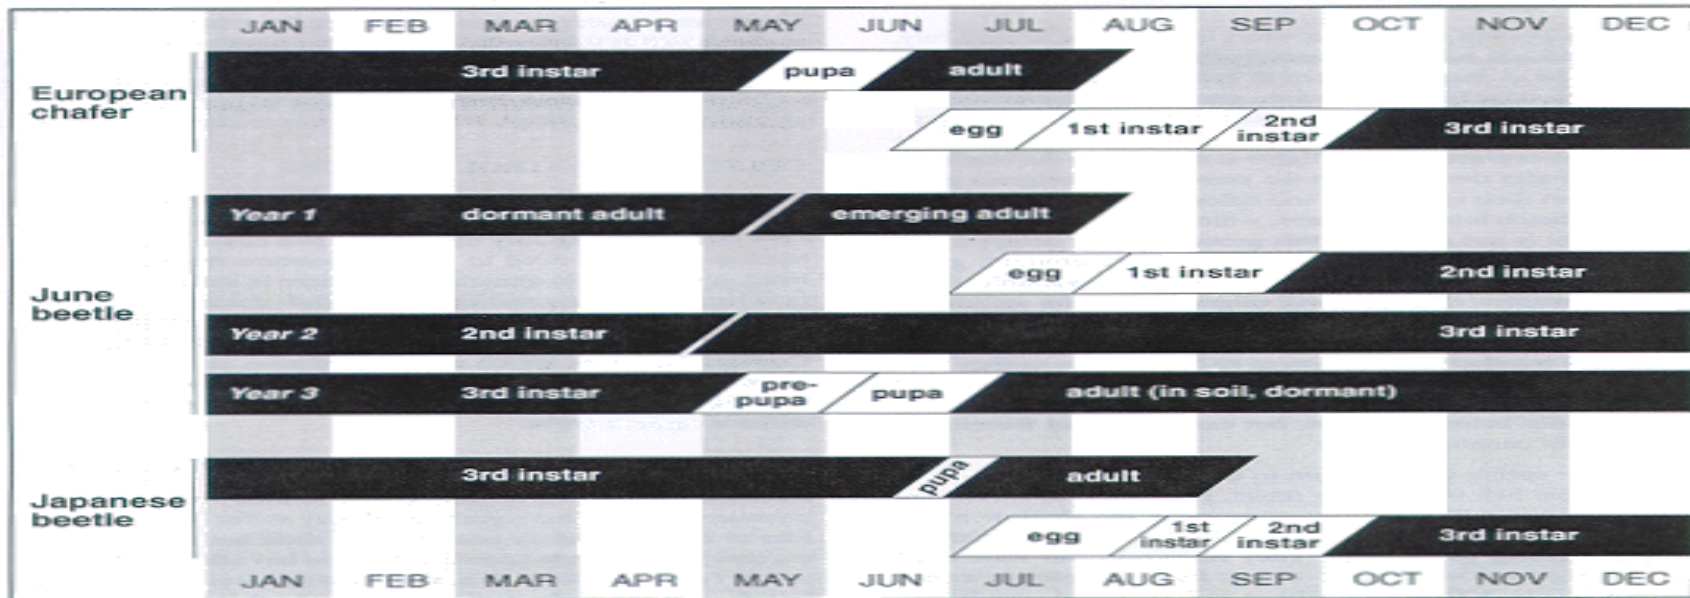 JAN FEB MAR APR MAY JUN JUL AUG SEP OCT NOV DEC
European
chafer
3rd instar pupa adult
egg 1st instar 2nd
instar 3rd instar
June
beetle
Year 1 dormant adult emerging adult
egg 1st instar 2nd instar
Year 2 2nd instar 3rd instar
Year 3 3rd instar pre-
pupa pupa adult (in soil, dormant)
Japanese
beetle
3rd instar pupa adult
egg 1st
instar 2nd
instar 3rd instar
JAN FEB MAR APR MAY JUN JUL AUG SEP OCT NOV DEC